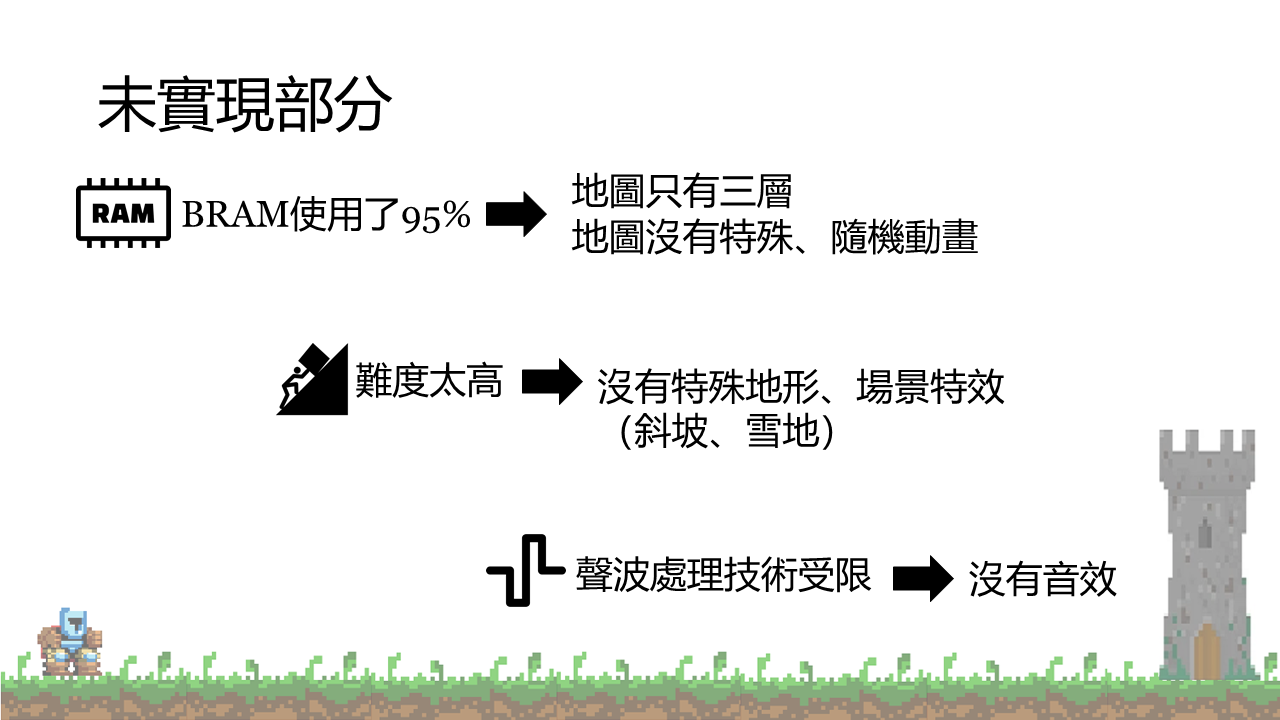 未實現部分
RAM
BRAM使用了95%
地圖只有三層
地圖沒有特殊、隨機動畫
難度太高
沒有特殊地形、場景特效
（斜坡、雪地）
聲波處理技術受限
沒有音效